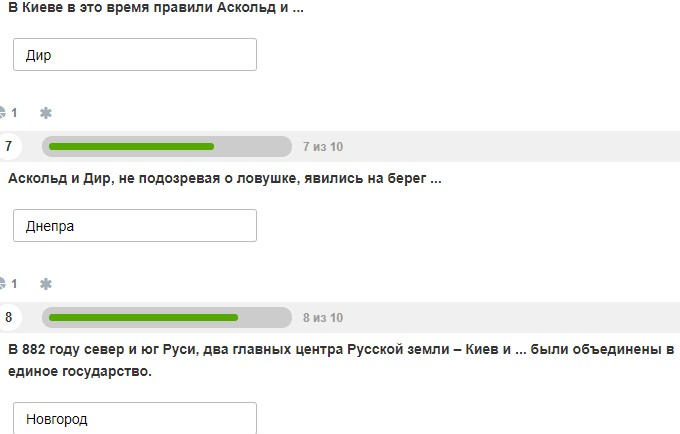 В Киеве в это время правили Аскольд и ...
Дир
1
7
7 из 10
Аскольд и Дир, не подозревая о ловушке, явились на берег ...
Днепра
1
8
8 из 10
В 882 году север и юг Руси, два главных центра Русской земли – Киев и ... были объединены в
единое государство.
Новгород